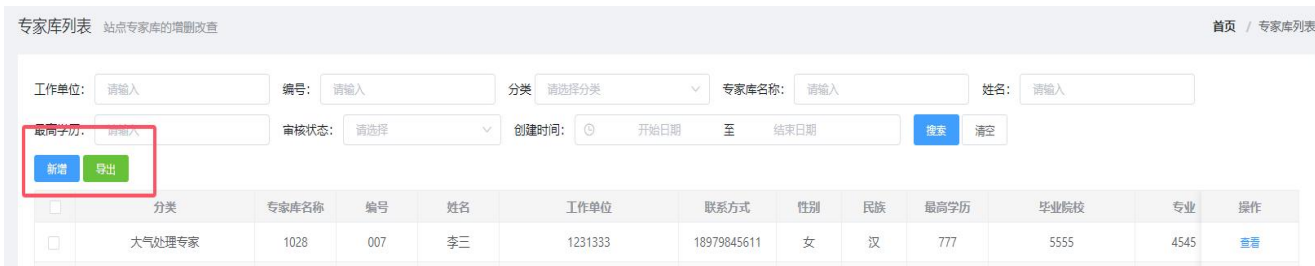 专家库列表 站点专家库的增删改查 首页 / 专家库列表
工作单位: 请输入 编号: 请输入 分类 请选择分类 专家库名称: 请输入 姓名: 请输入
最高学历: 请输入 审核状态: 请选择 创建时间: 开始日期 至 结束日期 搜索 清空
新增 导出
分类 专家库名称 编号 姓名 工作单位 联系方式 性别 民族 最高学历 毕业院校 专业 操作
大气处理专家 1028 007 李三 1231333 18979845611 女 汉 777 5555 4545 查看